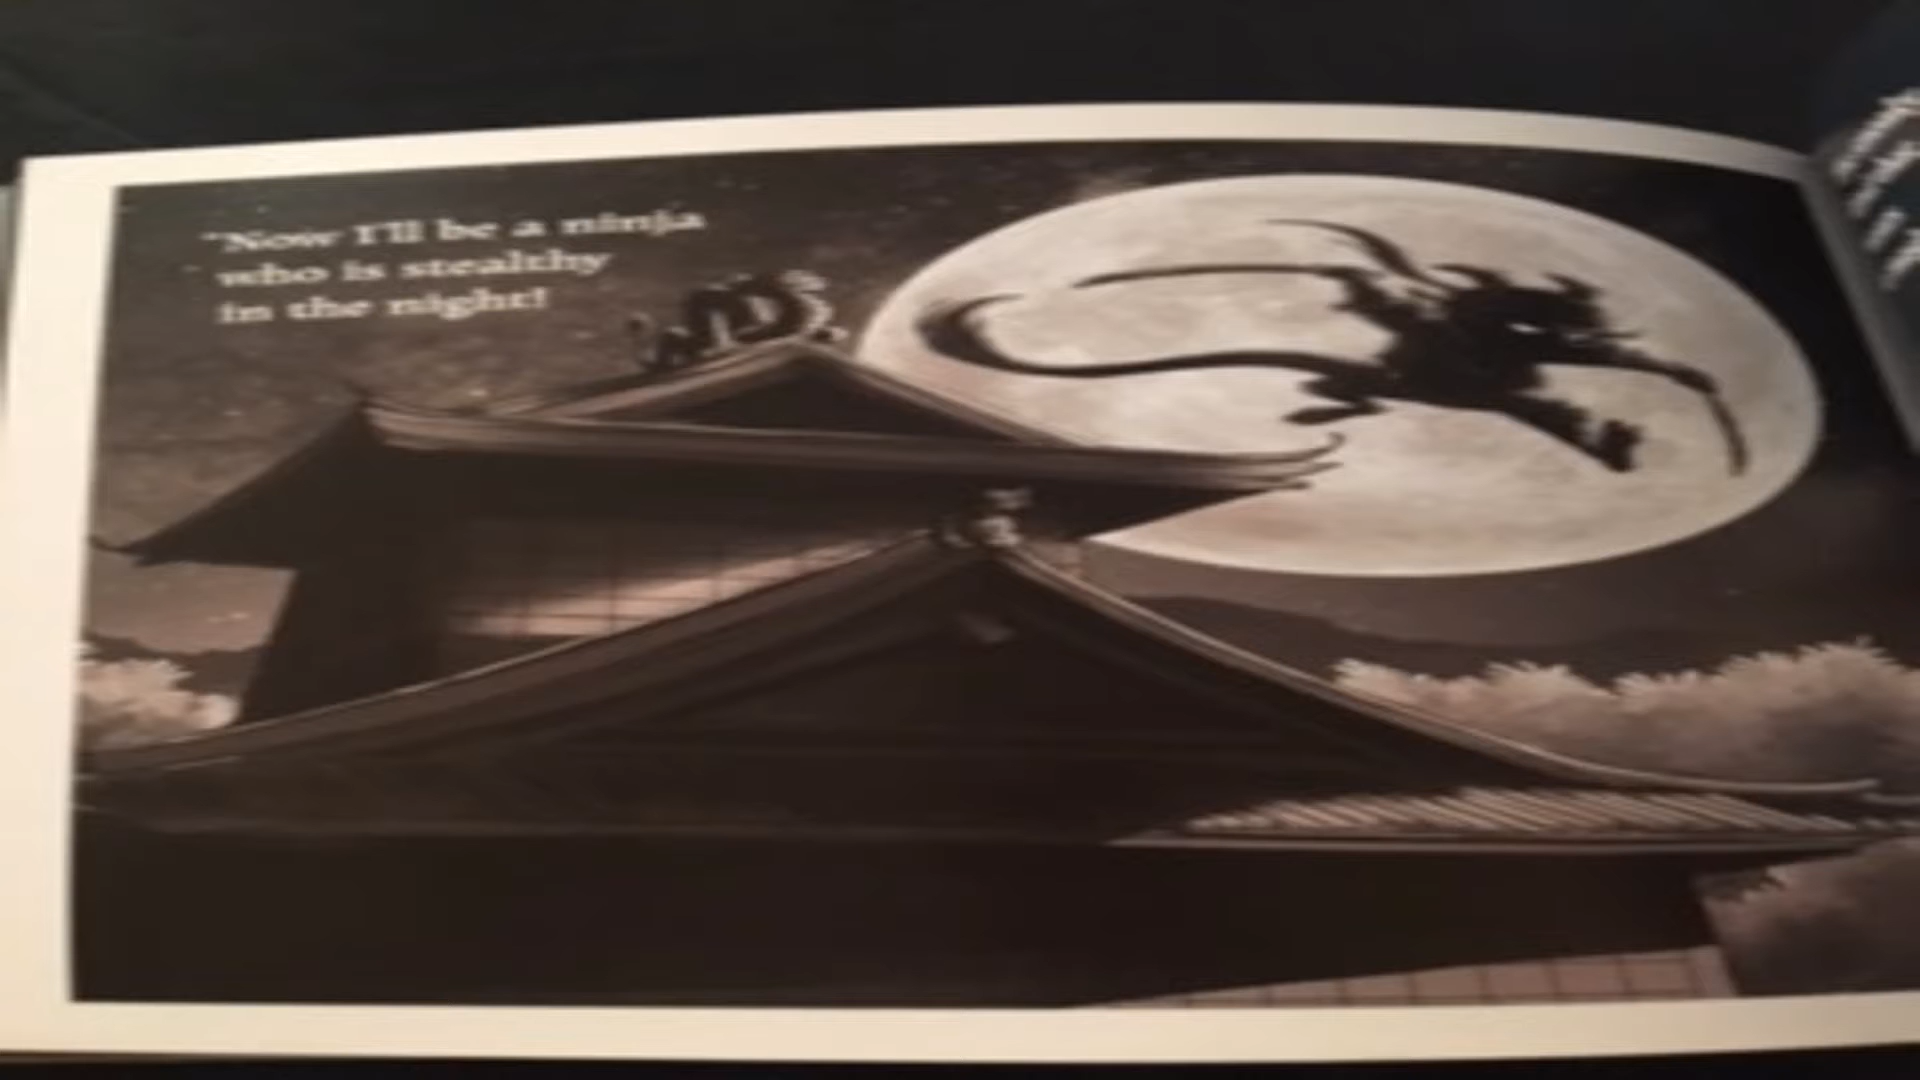 "Now I'll be a ninja
who is stealthy
in the night!